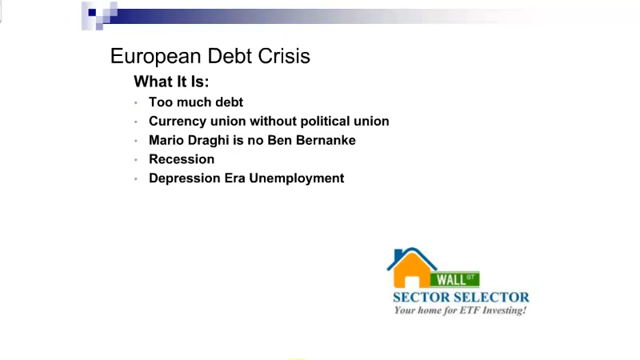 European Debt Crisis
What It Is:
Too much debt
Currency union without political union
Mario Draghi is no Ben Bernanke
Recession
Depression Era Unemployment
WALL ST
SECTOR SELECTOR
Your home for ETF Investing!